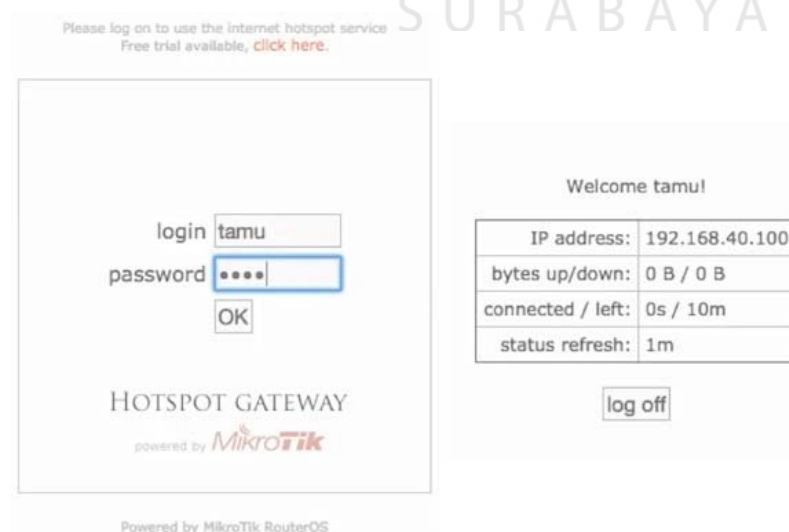 SURABAYA
Please log on to use the internet hotspot service
Free trial available, click here.
login tamu
password ••••
OK
HOTSPOT GATEWAY
powered by MikroTik
Powered by MikroTik RouterOS
Welcome tamu!
IP address: 192.168.40.100
bytes up/down: 0 B / 0 B
connected / left: 0s / 10m
status refresh: 1m
log off